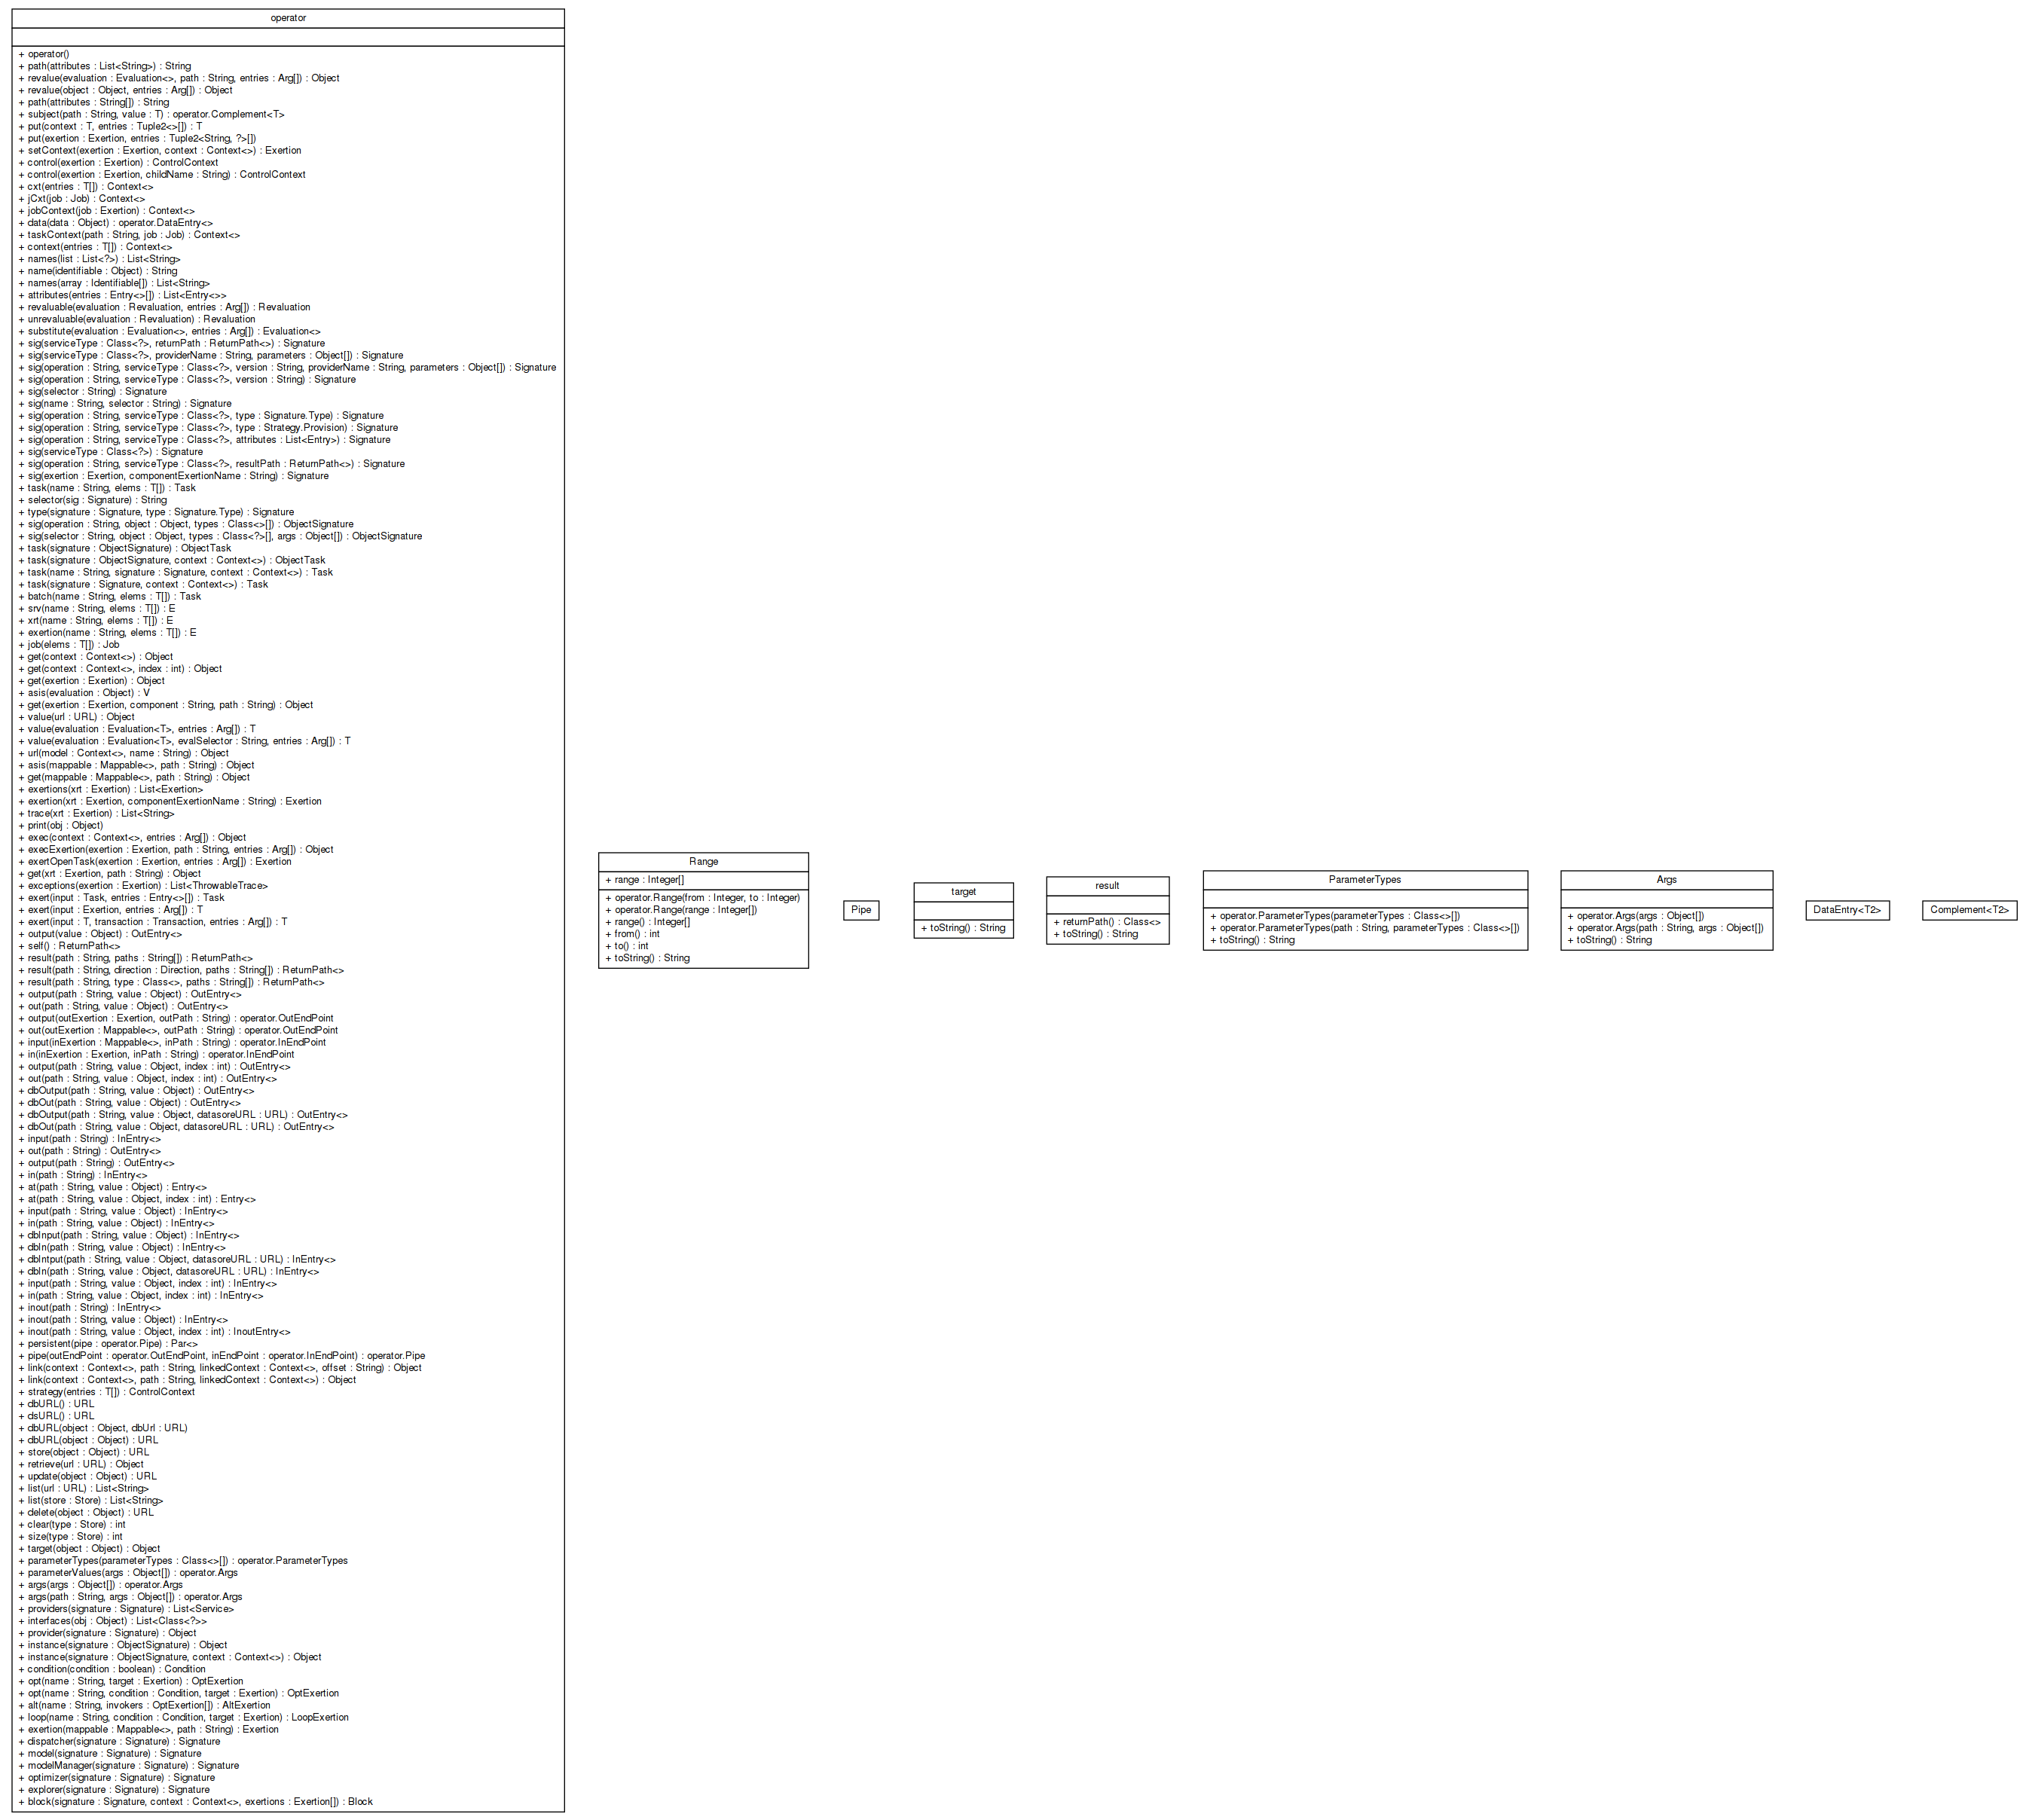 operator
+ operator()
+ path(attributes : List<String>) : String
+ revalue(evaluation : Evaluation<>, path : String, entries : Arg[]) : Object
+ revalue(object : Object, entries : Arg[]) : Object
+ path(attributes : String[]) : String
+ subject(path : String, value : T) : operator.Complement<T>
+ put(context : T, entries : Tuple2<>[]) : T
+ put(exertion : Exertion, entries : Tuple2<String, ?>[])
+ setContext(exertion : Exertion, context : Context<>) : Exertion
+ control(exertion : Exertion) : ControlContext
+ control(exertion : Exertion, childName : String) : ControlContext
+ cxt(entries : T[]) : Context<>
+ jCxt(job : Job) : Context<>
+ jobContext(job : Exertion) : Context<>
+ data(data : Object) : operator.DataEntry<>
+ taskContext(path : String, job : Job) : Context<>
+ context(entries : T[]) : Context<>
+ names(list : List<?>) : List<String>
+ name(identifiable : Object) : String
+ names(array : Identifiable[]) : List<String>
+ attributes(entries : Entry<>[]) : List<Entry<>>
+ revaluable(evaluation : Revaluation, entries : Arg[]) : Revaluation
+ unrevaluable(evaluation : Revaluation) : Revaluation
+ substitute(evaluation : Evaluation<>, entries : Arg[]) : Evaluation<>
+ sig(serviceType : Class<?>, returnPath : ReturnPath<>) : Signature
+ sig(serviceType : Class<?>, providerName : String, parameters : Object[]) : Signature
+ sig(operation : String, serviceType : Class<?>, version : String, providerName : String, parameters : Object[]) : Signature
+ sig(operation : String, serviceType : Class<?>, version : String) : Signature
+ sig(selector : String) : Signature
+ sig(name : String, selector : String) : Signature
+ sig(operation : String, serviceType : Class<?>, type : Signature.Type) : Signature
+ sig(operation : String, serviceType : Class<?>, type : Strategy.Provision) : Signature
+ sig(operation : String, serviceType : Class<?>, attributes : List<Entry>) : Signature
+ sig(serviceType : Class<?>) : Signature
+ sig(operation : String, serviceType : Class<?>, resultPath : ReturnPath<>) : Signature
+ sig(exertion : Exertion, componentExertionName : String) : Signature
+ task(name : String, elems : T[]) : Task
+ selector(sig : Signature) : String
+ type(signature : Signature, type : Signature.Type) : Signature
+ sig(operation : String, object : Object, types : Class<>[]) : ObjectSignature
+ sig(selector : String, object : Object, types : Class<?>[], args : Object[]) : ObjectSignature
+ task(signature : ObjectSignature) : ObjectTask
+ task(signature : ObjectSignature, context : Context<>) : ObjectTask
+ task(name : String, signature : Signature, context : Context<>) : Task
+ task(signature : Signature, context : Context<>) : Task
+ batch(name : String, elems : T[]) : Task
+ srv(name : String, elems : T[]) : E
+ xrt(name : String, elems : T[]) : E
+ exertion(name : String, elems : T[]) : E
+ job(elems : T[]) : Job
+ get(context : Context<>) : Object
+ get(context : Context<>, index : int) : Object
+ get(exertion : Exertion) : Object
+ asis(evaluation : Object) : V
+ get(exertion : Exertion, component : String, path : String) : Object
+ value(url : URL) : Object
+ value(evaluation : Evaluation<T>, entries : Arg[]) : T
+ value(evaluation : Evaluation<T>, evalSelector : String, entries : Arg[]) : T
+ url(model : Context<>, name : String) : Object
+ asis(mappable : Mappable<>, path : String) : Object
+ get(mappable : Mappable<>, path : String) : Object
+ exertions(xrt : Exertion) : List<Exertion>
+ exertion(xrt : Exertion, componentExertionName : String) : Exertion
+ trace(xrt : Exertion) : List<String>
+ print(obj : Object)
+ exec(context : Context<>, entries : Arg[]) : Object
+ execExertion(exertion : Exertion, path : String, entries : Arg[]) : Object
+ exertOpenTask(exertion : Exertion, entries : Arg[]) : Exertion
+ get(xrt : Exertion, path : String) : Object
+ exceptions(exertion : Exertion) : List<ThrowableTrace>
+ exert(input : Task, entries : Entry<>[]) : Task
+ exert(input : Exertion, entries : Arg[]) : T
+ exert(input : T, transaction : Transaction, entries : Arg[]) : T
+ output(value : Object) : OutEntry<>
+ self() : ReturnPath<>
+ result(path : String, paths : String[]) : ReturnPath<>
+ result(path : String, direction : Direction, paths : String[]) : ReturnPath<>
+ result(path : String, type : Class<>, paths : String[]) : ReturnPath<>
+ output(path : String, value : Object) : OutEntry<>
+ out(path : String, value : Object) : OutEntry<>
+ output(outExertion : Exertion, outPath : String) : operator.OutEndPoint
+ out(outExertion : Mappable<>, outPath : String) : operator.OutEndPoint
+ input(inExertion : Mappable<>, inPath : String) : operator.InEndPoint
+ in(inExertion : Exertion, inPath : String) : operator.InEndPoint
+ output(path : String, value : Object, index : int) : OutEntry<>
+ out(path : String, value : Object, index : int) : OutEntry<>
+ dbOutput(path : String, value : Object) : OutEntry<>
+ dbOut(path : String, value : Object) : OutEntry<>
+ dbOutput(path : String, value : Object, datasoreURL : URL) : OutEntry<>
+ dbOut(path : String, value : Object, datasoreURL : URL) : OutEntry<>
+ input(path : String) : InEntry<>
+ out(path : String) : OutEntry<>
+ output(path : String) : OutEntry<>
+ in(path : String) : InEntry<>
+ at(path : String, value : Object) : Entry<>
+ at(path : String, value : Object, index : int) : Entry<>
+ input(path : String, value : Object) : InEntry<>
+ in(path : String, value : Object) : InEntry<>
+ dbInput(path : String, value : Object) : InEntry<>
+ dbIn(path : String, value : Object) : InEntry<>
+ dbIntput(path : String, value : Object, datasoreURL : URL) : InEntry<>
+ dbIn(path : String, value : Object, datasoreURL : URL) : InEntry<>
+ input(path : String, value : Object, index : int) : InEntry<>
+ in(path : String, value : Object, index : int) : InEntry<>
+ inout(path : String) : InEntry<>
+ inout(path : String, value : Object) : InEntry<>
+ inout(path : String, value : Object, index : int) : InoutEntry<>
+ persistent(pipe : operator.Pipe) : Par<>
+ pipe(outEndPoint : operator.OutEndPoint, inEndPoint : operator.InEndPoint) : operator.Pipe
+ link(context : Context<>, path : String, linkedContext : Context<>, offset : String) : Object
+ link(context : Context<>, path : String, linkedContext : Context<>) : Object
+ strategy(entries : T[]) : ControlContext
+ dbURL() : URL
+ dsURL() : URL
+ dbURL(object : Object, dbUrl : URL)
+ dbURL(object : Object) : URL
+ store(object : Object) : URL
+ retrieve(url : URL) : Object
+ update(object : Object) : URL
+ list(url : URL) : List<String>
+ list(store : Store) : List<String>
+ delete(object : Object) : URL
+ clear(type : Store) : int
+ size(type : Store) : int
+ target(object : Object) : Object
+ parameterTypes(parameterTypes : Class<>[]) : operator.ParameterTypes
+ parameterValues(args : Object[]) : operator.Args
+ args(args : Object[]) : operator.Args
+ args(path : String, args : Object[]) : operator.Args
+ providers(signature : Signature) : List<Service>
+ interfaces(obj : Object) : List<Class<?>>
+ provider(signature : Signature) : Object
+ instance(signature : ObjectSignature) : Object
+ instance(signature : ObjectSignature, context : Context<>) : Object
+ condition(condition : boolean) : Condition
+ opt(name : String, target : Exertion) : OptExertion
+ opt(name : String, condition : Condition, target : Exertion) : OptExertion
+ alt(name : String, invokers : OptExertion[]) : AltExertion
+ loop(name : String, condition : Condition, target : Exertion) : LoopExertion
+ exertion(mappable : Mappable<>, path : String) : Exertion
+ dispatcher(signature : Signature) : Signature
+ model(signature : Signature) : Signature
+ modelManager(signature : Signature) : Signature
+ optimizer(signature : Signature) : Signature
+ explorer(signature : Signature) : Signature
+ block(signature : Signature, context : Context<>, exertions : Exertion[]) : Block
Range
+ range : Integer[]
+ operator.Range(from : Integer, to : Integer)
+ operator.Range(range : Integer[])
+ range() : Integer[]
+ from() : int
+ to() : int
+ toString() : String
Pipe
target
+ toString() : String
result
+ returnPath() : Class<>
+ toString() : String
ParameterTypes
+ operator.ParameterTypes(parameterTypes : Class<>[])
+ operator.ParameterTypes(path : String, parameterTypes : Class<>[])
+ toString() : String
Args
+ operator.Args(args : Object[])
+ operator.Args(path : String, args : Object[])
+ toString() : String
DataEntry<T2>
Complement<T2>